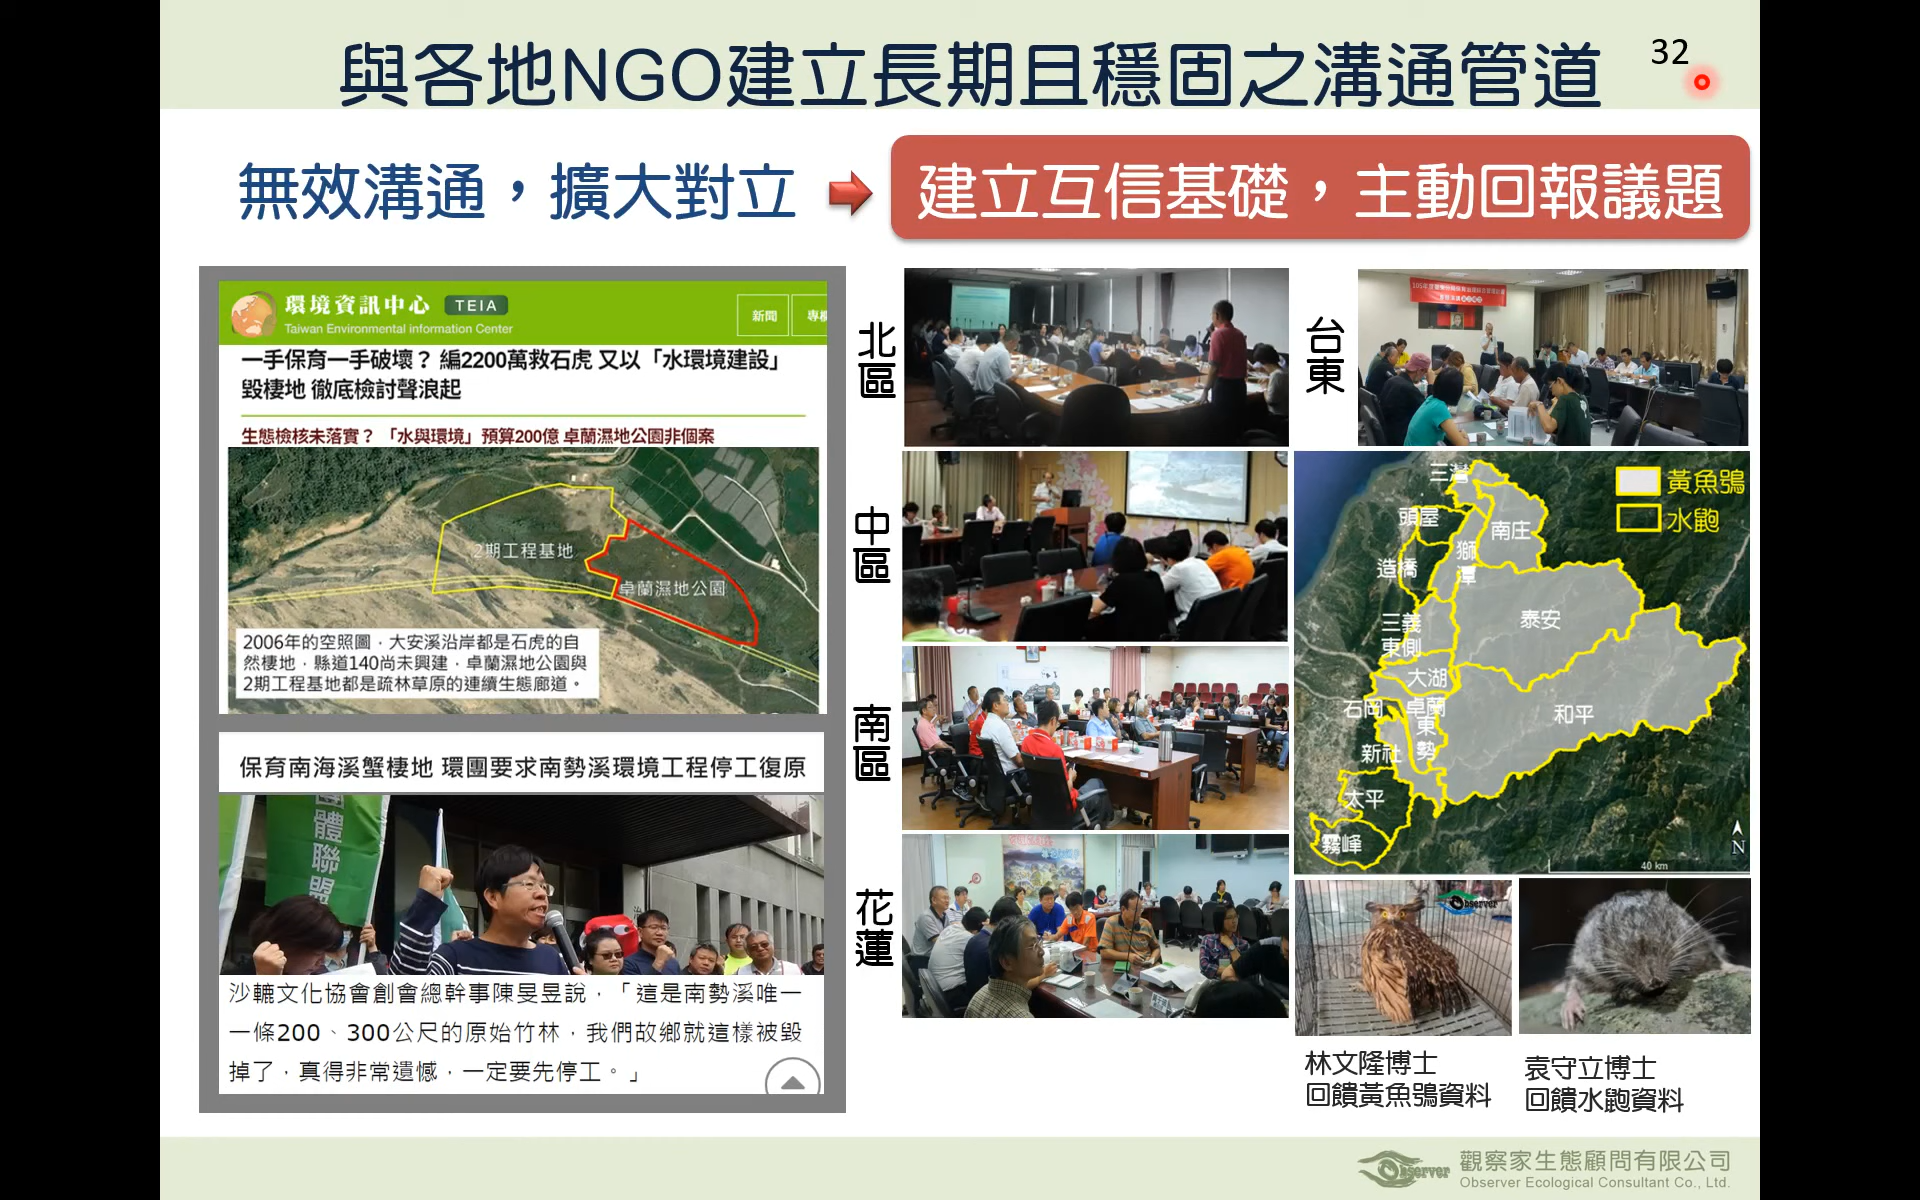 與各地NGO建立長期且穩固之溝通管道
32
無效溝通，擴大對立
建立互信基礎，主動回報議題
環境資訊中心 TEIA
Taiwan Environmental information Center
新聞
專欄
一手保育一手破壞？ 編2200萬救石虎 又以「水環境建設」
毀棲地 徹底檢討聲浪起
生態檢核未落實？ 「水與環境」預算200億 卓蘭濕地公園非個案
2期工程基地
卓蘭濕地公園
2006年的空照圖，大安溪沿岸都是石虎的自
然棲地，縣道140尚未興建，卓蘭濕地公園與
2期工程基地都是疏林草原的連續生態廊道。
保育南海溪蟹棲地 環團要求南勢溪環境工程停工復原
團體聯盟
沙轆文化協會創會總幹事陳旻昱說，「這是南勢溪唯一
一條200、300公尺的原始竹林，我們故鄉就這樣被毀
掉了，真得非常遺憾，一定要先停工。」
北區
中區
南區
花蓮
台東
黃魚鴞
水鼩
三灣
頭屋
南庄
獅潭
造橋
泰安
三義
東側
大湖
石岡
卓蘭
和平
東勢
新社
太平
霧峰
N
40 km
Observer
林文隆博士
回饋黃魚鴞資料
袁守立博士
回饋水鼩資料
Observer
觀察家生態顧問有限公司
Observer Ecological Consultant Co., Ltd.